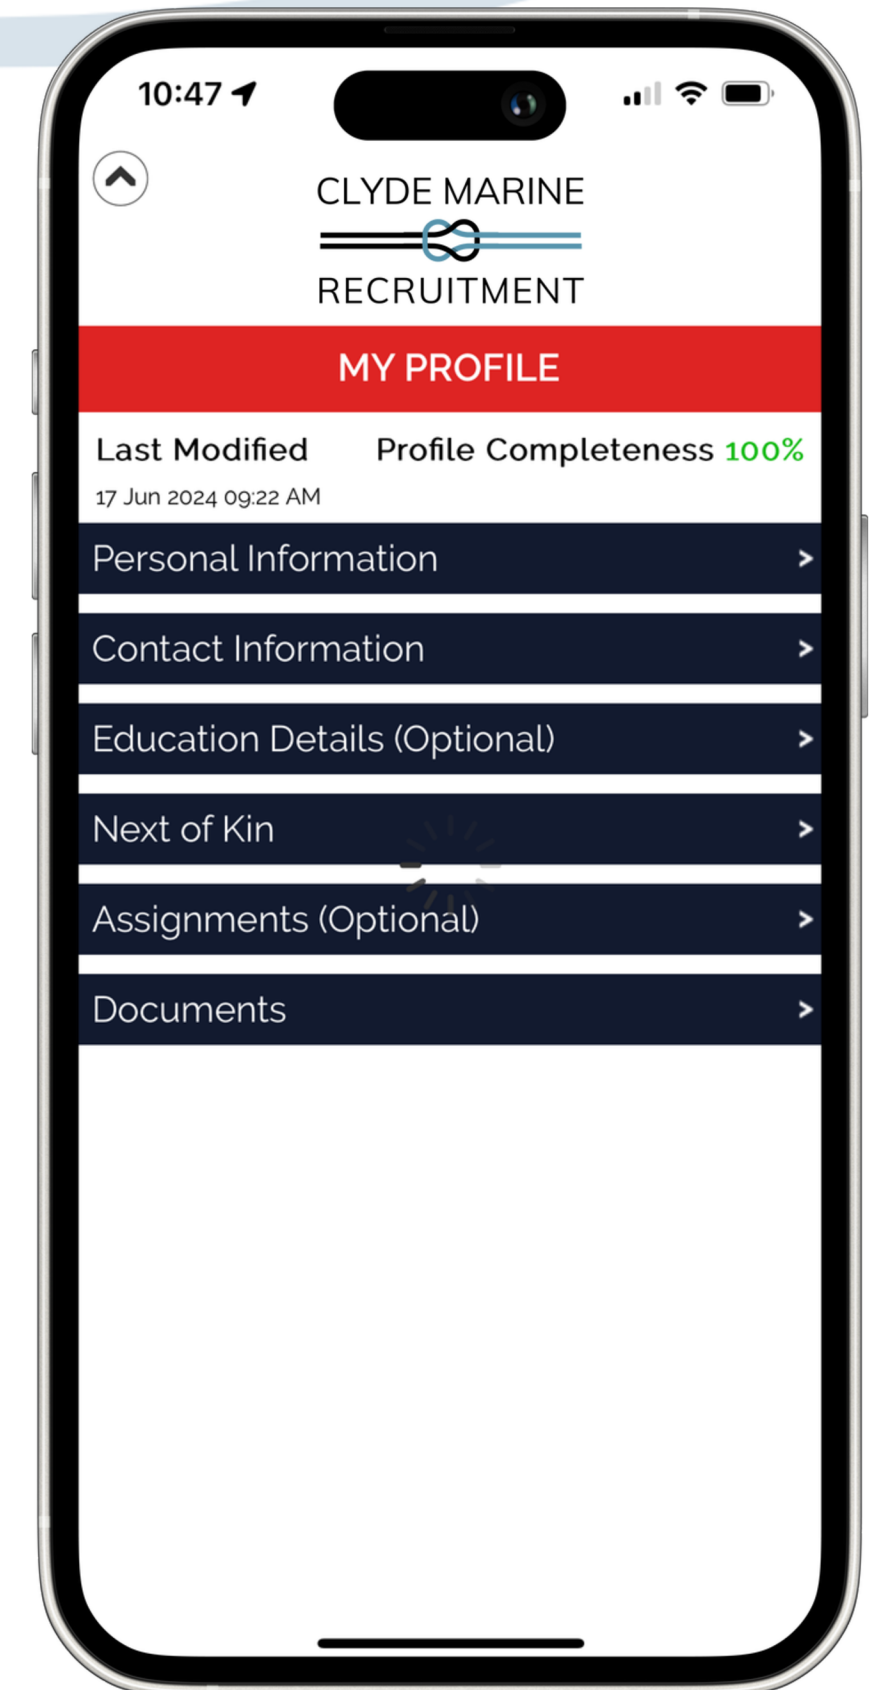 10:47
CLYDE MARINE
RECRUITMENT
MY PROFILE
Last Modified Profile Completeness 100%
17 Jun 2024 09:22 AM
Personal Information >
Contact Information >
Education Details (Optional) >
Next of Kin >
Assignments (Optional) >
Documents >